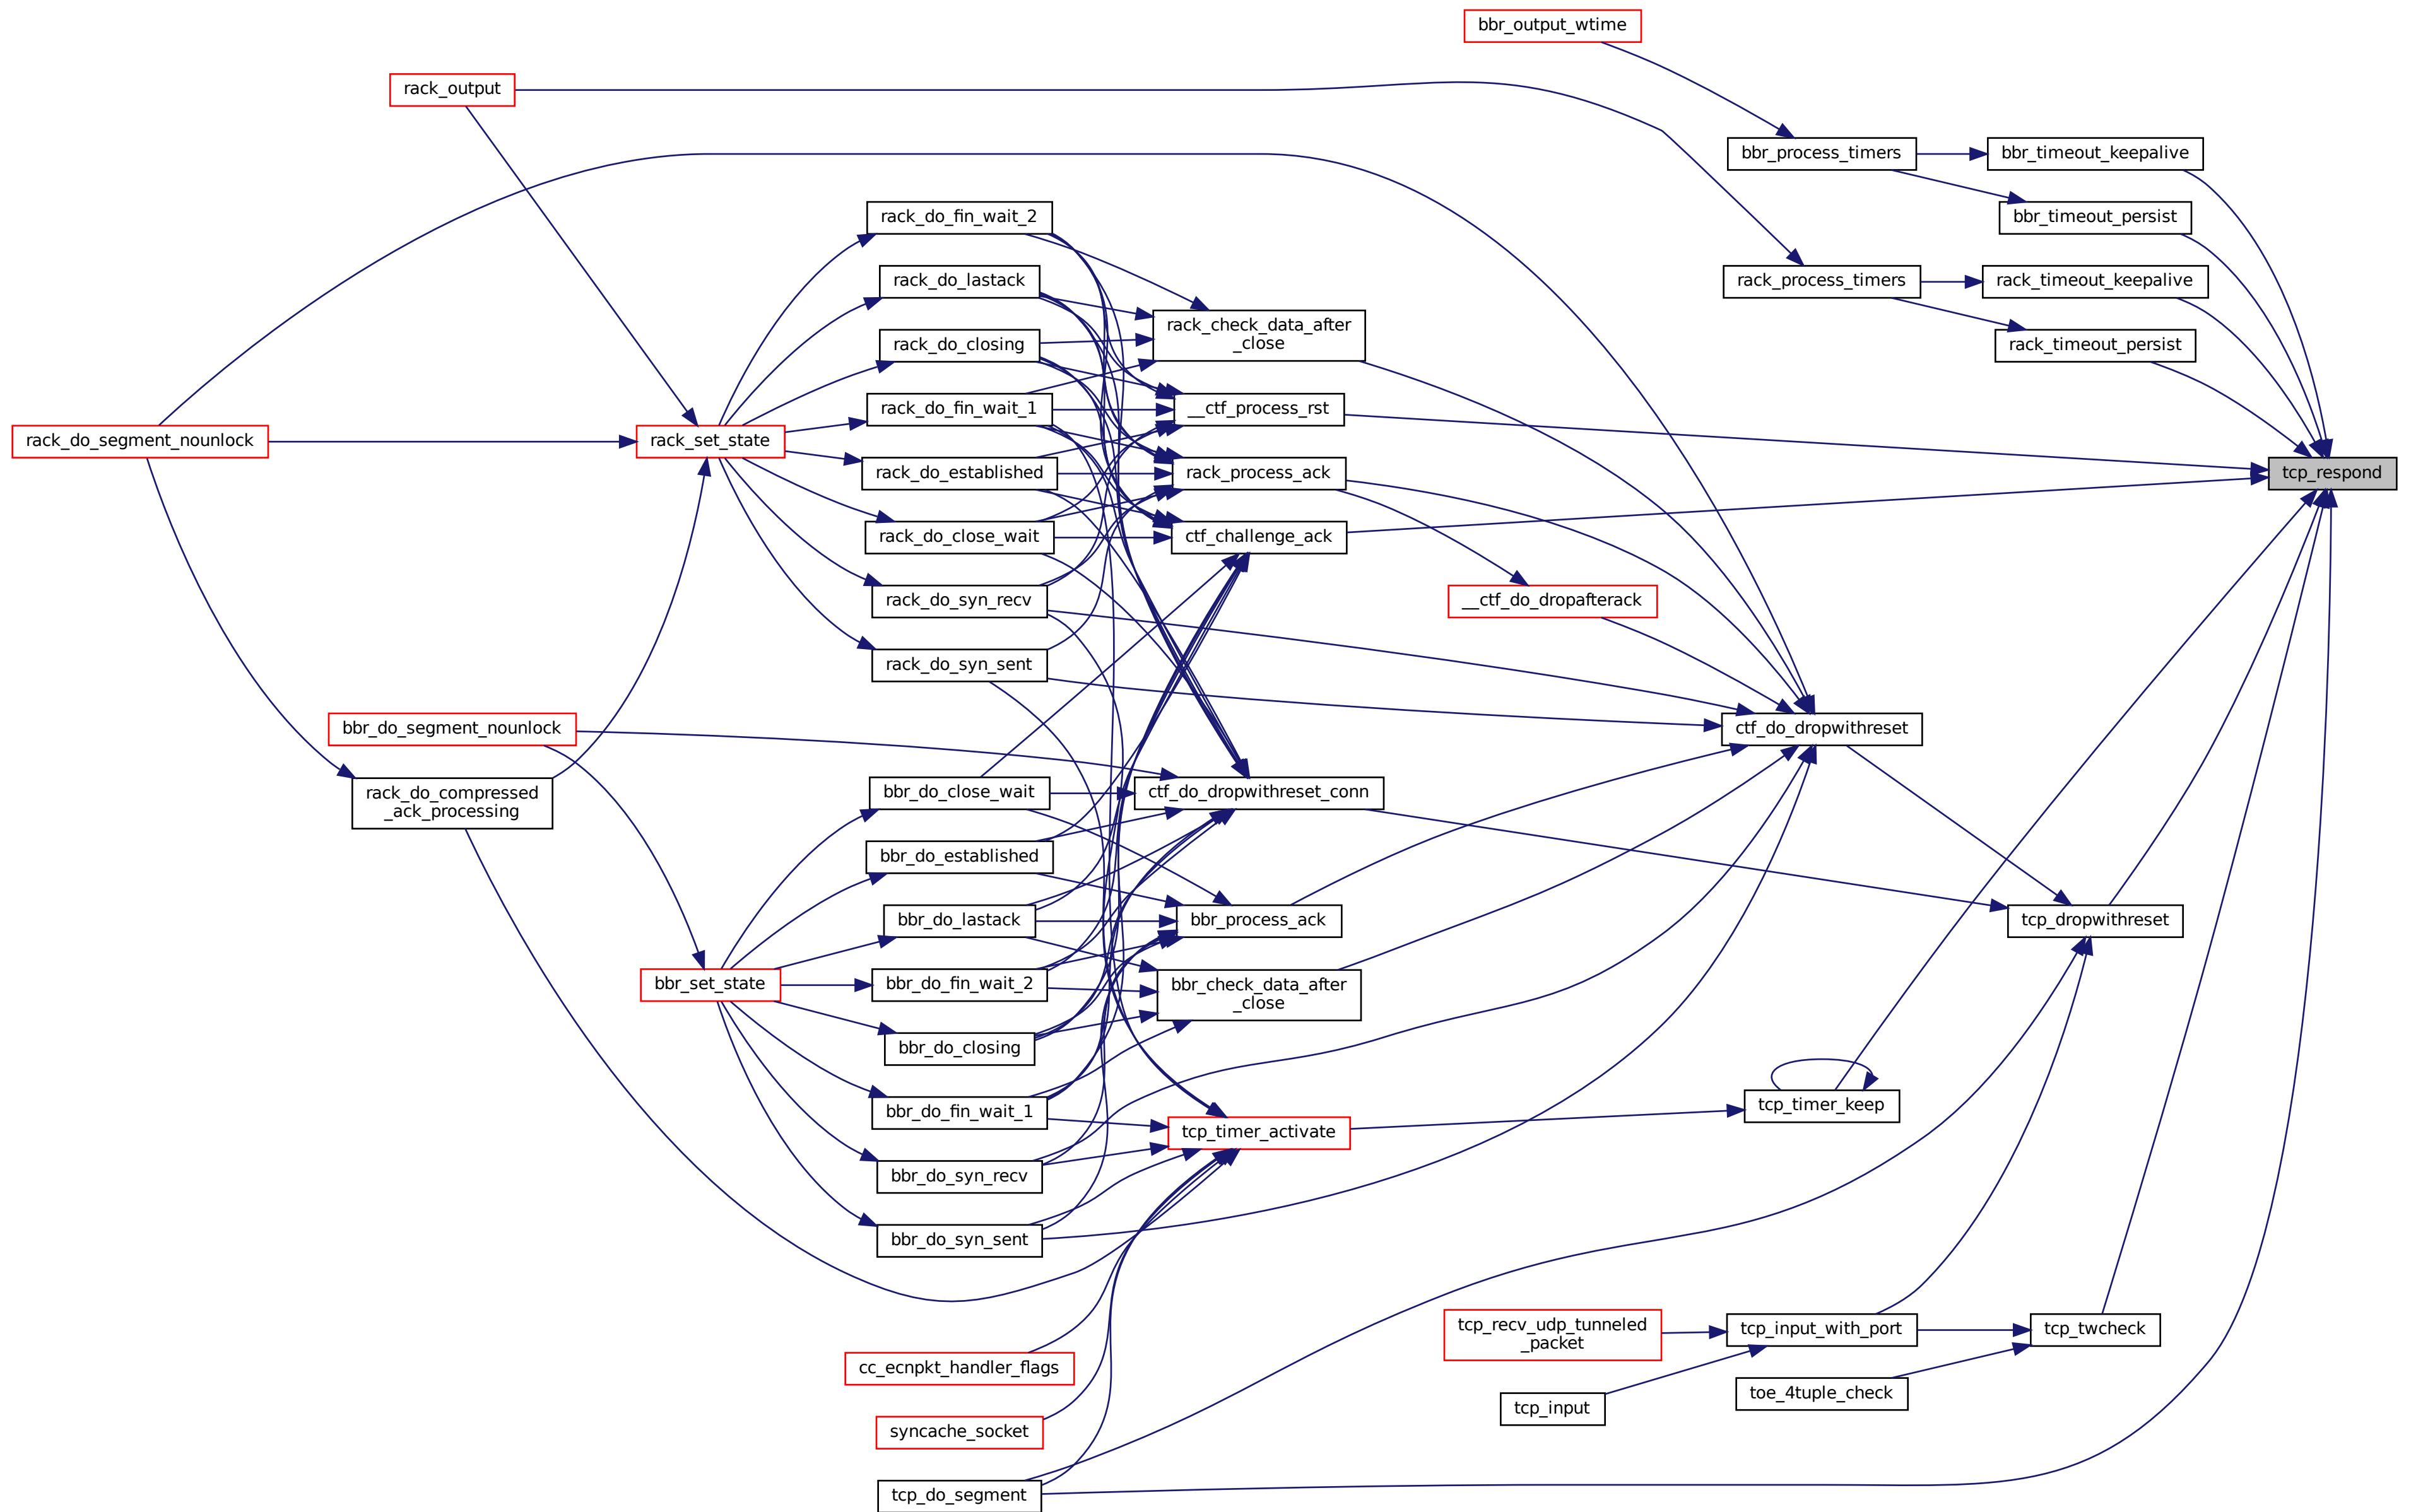 bbr_output_wtime
rack_output
bbr_process_timers
bbr_timeout_keepalive
rack_do_fin_wait_2
bbr_timeout_persist
rack_do_lastack
rack_process_timers
rack_timeout_keepalive
rack_check_data_after
_close
rack_do_closing
rack_timeout_persist
rack_do_fin_wait_1
__ctf_process_rst
rack_do_segment_nounlock
rack_set_state
rack_do_established
rack_process_ack
tcp_respond
rack_do_close_wait
ctf_challenge_ack
rack_do_syn_recv
__ctf_do_dropafterack
rack_do_syn_sent
bbr_do_segment_nounlock
ctf_do_dropwithreset
rack_do_compressed
_ack_processing
bbr_do_close_wait
ctf_do_dropwithreset_conn
bbr_do_established
bbr_do_lastack
bbr_process_ack
tcp_dropwithreset
bbr_set_state
bbr_do_fin_wait_2
bbr_check_data_after
_close
bbr_do_closing
bbr_do_fin_wait_1
tcp_timer_keep
tcp_timer_activate
bbr_do_syn_recv
bbr_do_syn_sent
tcp_recv_udp_tunneled
_packet
tcp_input_with_port
tcp_twcheck
cc_ecnpkt_handler_flags
toe_4tuple_check
tcp_input
syncache_socket
tcp_do_segment